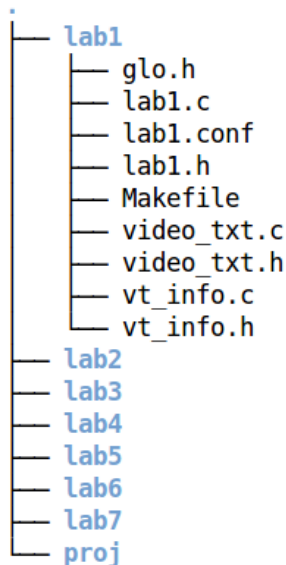 .
├── lab1
│   ├── glo.h
│   ├── lab1.c
│   ├── lab1.conf
│   ├── lab1.h
│   ├── Makefile
│   ├── video_txt.c
│   ├── video_txt.h
│   ├── vt_info.c
│   └── vt_info.h
├── lab2
├── lab3
├── lab4
├── lab5
├── lab6
├── lab7
└── proj